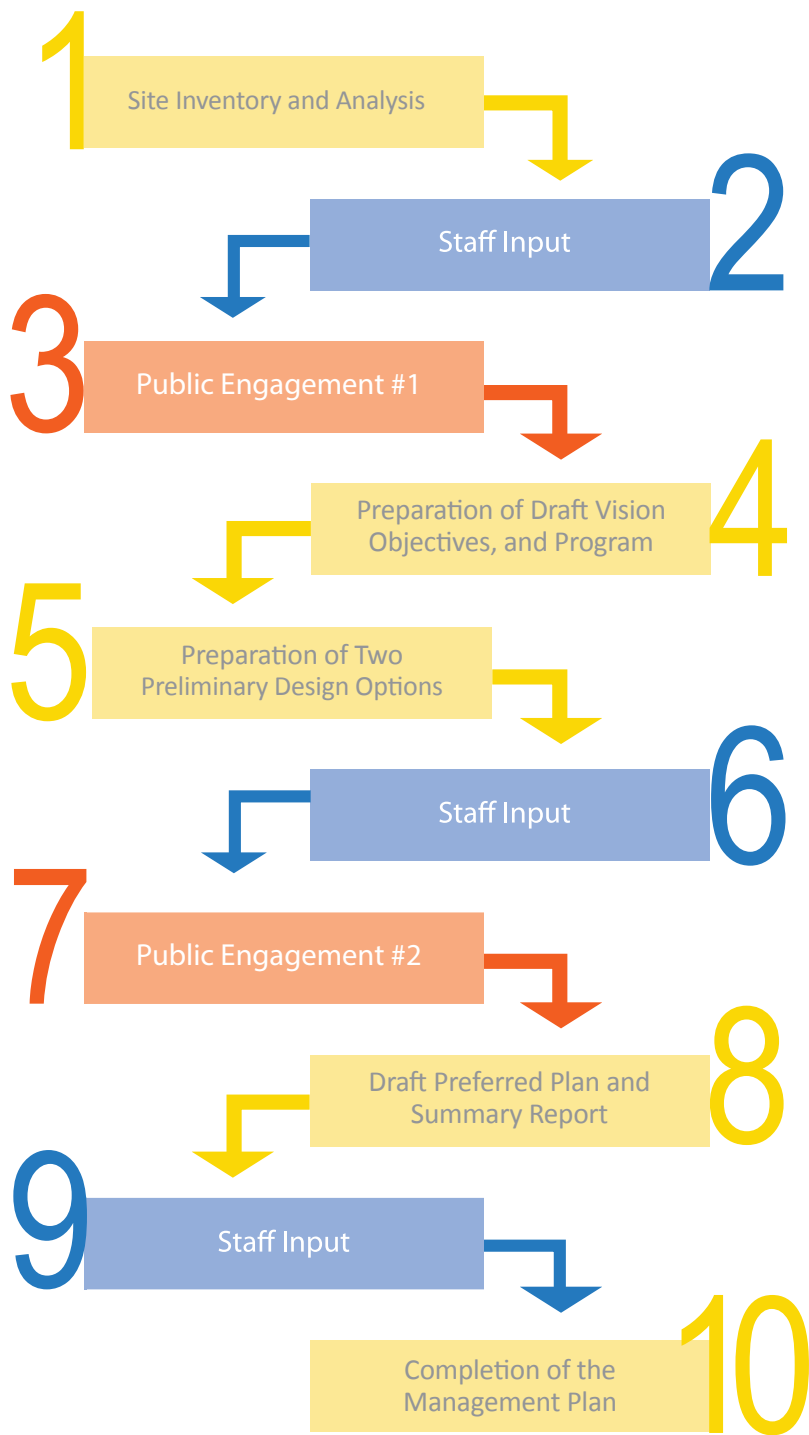 1
Site Inventory and Analysis
2
Staff Input
3
Public Engagement #1
4
Preparation of Draft Vision
Objectives, and Program
5
Preparation of Two
Preliminary Design Options
6
Staff Input
7
Public Engagement #2
8
Draft Preferred Plan and
Summary Report
9
Staff Input
10
Completion of the
Management Plan